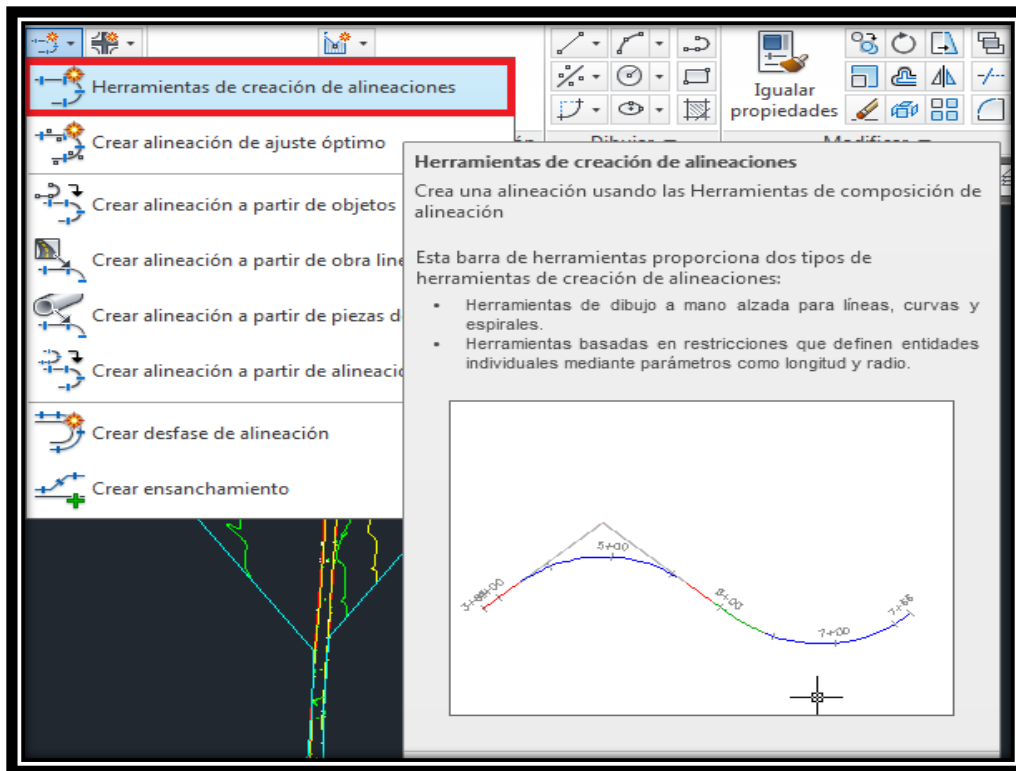 Igualar
propiedades
Herramientas de creación de alineaciones
Crear alineación de ajuste óptimo
Crear alineación a partir de objetos
Crear alineación a partir de obra
Crear alineación a partir de piezas
Crear alineación a partir de
Crear desfase de alineación
Crear ensanchamiento
Herramientas de creación de alineaciones
Crea una alineación usando las Herramientas de composición de
alineación
Esta barra de herramientas proporciona dos tipos de
herramientas de creación de alineaciones:
• Herramientas de dibujo a mano alzada para líneas, curvas y
espirales.
• Herramientas basadas en restricciones que definen entidades
individuales mediante parámetros como longitud y radio.
5+00
7+00